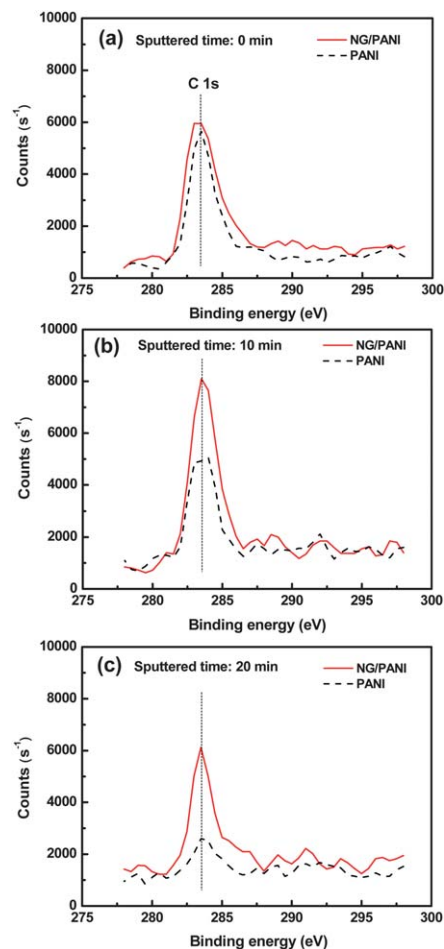 (a)
Sputtered time: 0 min
NG/PANI
PANI
C 1s
Counts (s⁻¹)
10000
8000
6000
4000
2000
0
275 280 285 290 295 300
Binding energy (eV)
(b)
Sputtered time: 10 min
NG/PANI
PANI
Counts (s⁻¹)
10000
8000
6000
4000
2000
0
275 280 285 290 295 300
Binding energy (eV)
(c)
Sputtered time: 20 min
NG/PANI
PANI
Counts (s⁻¹)
10000
8000
6000
4000
2000
0
275 280 285 290 295 300
Binding energy (eV)